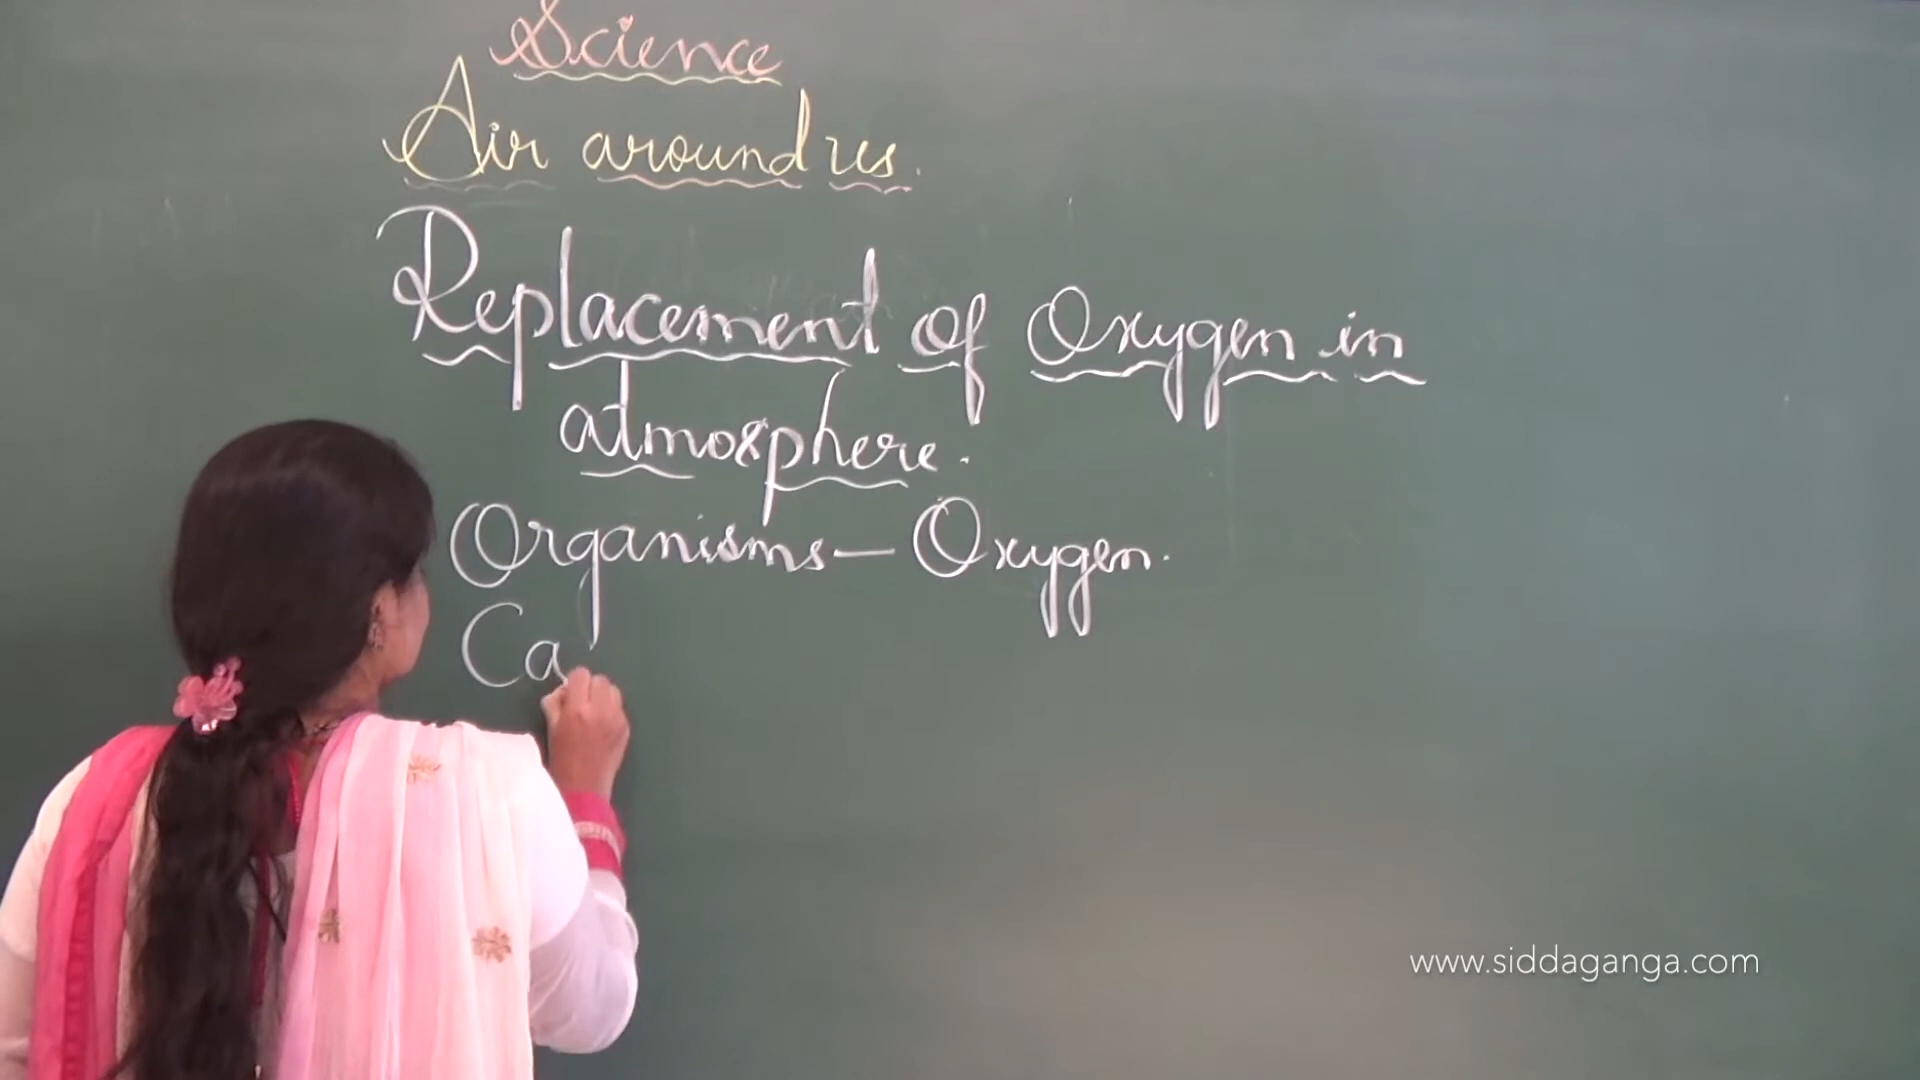 Science
Air around us.
Replacement of Oxygen in
atmosphere.
Organisms — Oxygen.
Ca
www.siddaganga.com